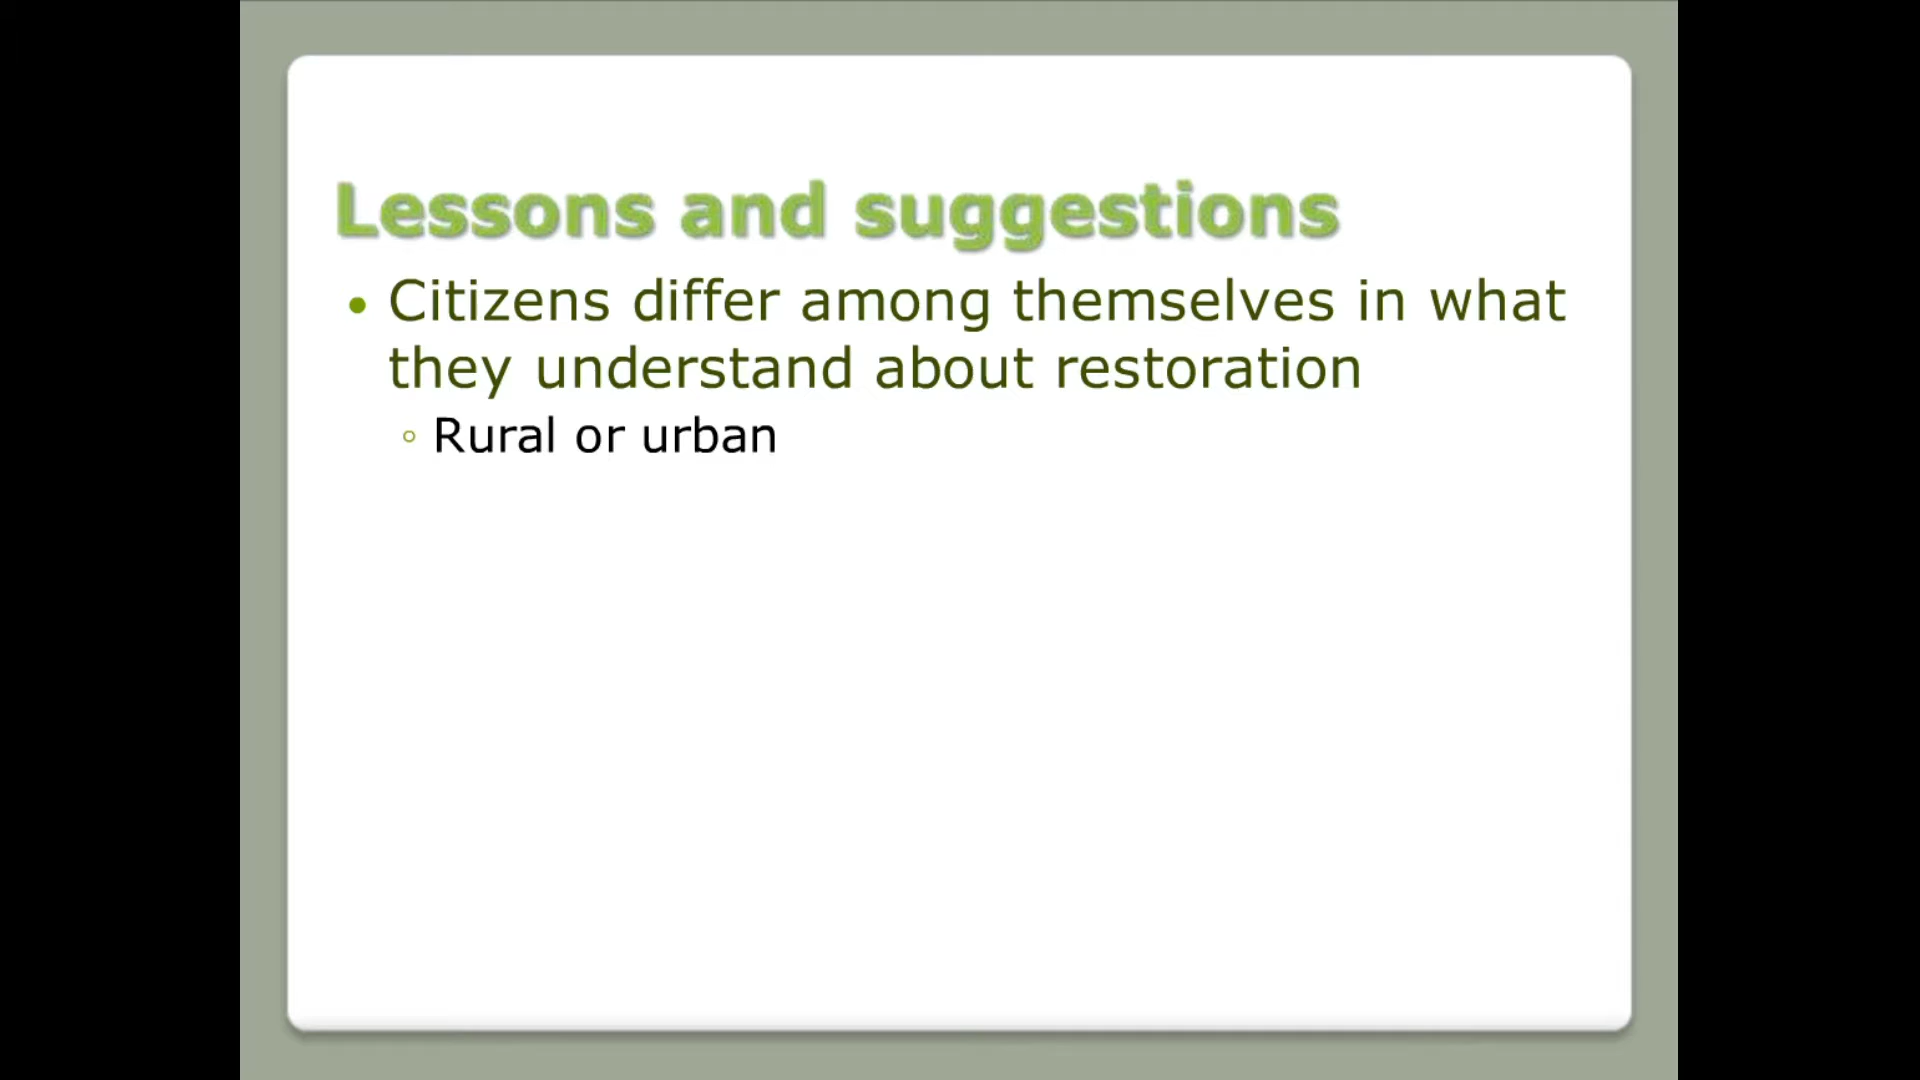 Lessons and suggestions
• Citizens differ among themselves in what
they understand about restoration
◦ Rural or urban